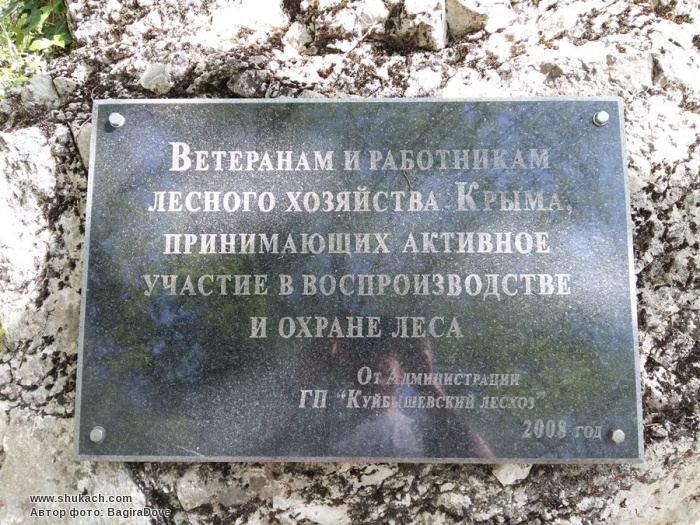 Ветеранам и работникам
лесного хозяйства Крыма,
принимающих активное
участие в воспроизводстве
и охране леса
От Администрации
ГП "Куйбышевский лесхоз"
2008 год
www.shukach.com
Автор фото: BagiraDove